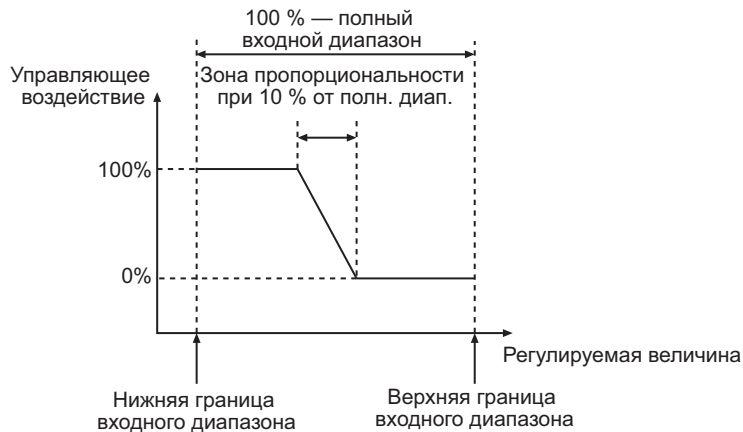 100 % — полный
входной диапазон
Управляющее
воздействие
Зона пропорциональности
при 10 % от полн. диап.
100%
0%
Регулируемая величина
Нижняя граница
входного диапазона
Верхняя граница
входного диапазона